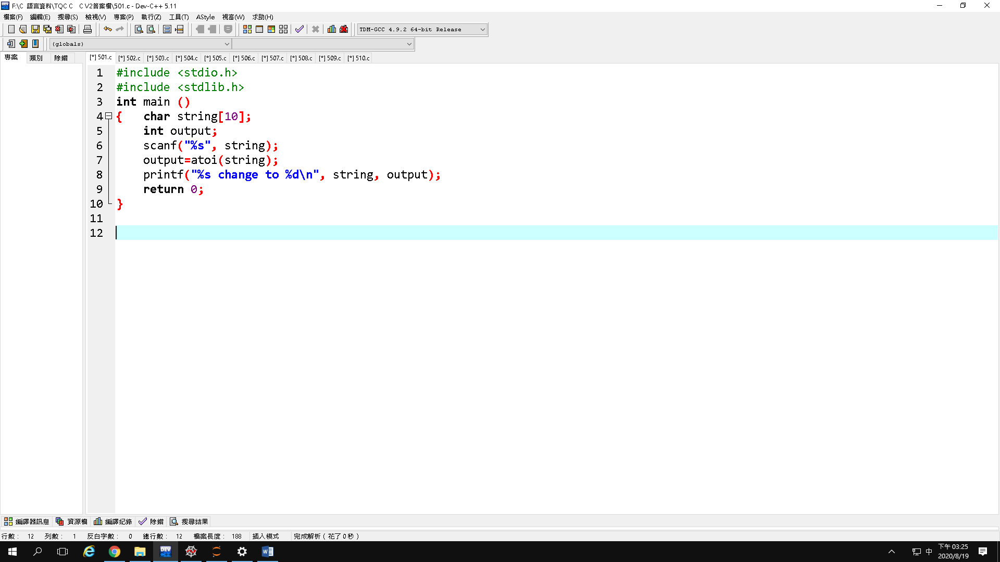 F:\C 語言資料\TQC C    C V2答案檔\501.c - Dev-C++ 5.11
檔案(F) 編輯(E) 搜尋(S) 檢視(V) 專案(P) 執行(Z) 工具(T) AStyle 視窗(W) 求助(H)
TDM-GCC 4.9.2 64-bit Release
(globals)
專案 類別 除錯 [*] 501.c [*] 502.c [*] 503.c [*] 504.c [*] 505.c [*] 506.c [*] 507.c [*] 508.c [*] 509.c [*] 510.c
1 #include <stdio.h>
2 #include <stdlib.h>
3 int main ()
4 {   char string[10];
5     int output;
6     scanf("%s", string);
7     output=atoi(string);
8     printf("%s change to %d\n", string, output);
9     return 0;
10 }
11
12
編譯器訊息 資源檔 編譯紀錄 除錯 搜尋結果
行數： 12 列數： 1 反白字數： 0 總行數： 12 檔案長度： 188 插入模式 完成解析 ( 花了 0 秒 )
DEV 中 下午 03:25
2020/8/19